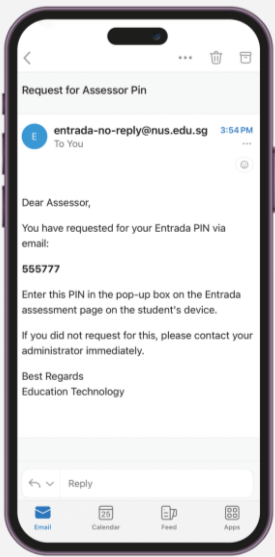 Request for Assessor Pin
E
entrada-no-reply@nus.edu.sg 3:54 PM
To You
Dear Assessor,
You have requested for your Entrada PIN via
email:
555777
Enter this PIN in the pop-up box on the Entrada
assessment page on the student's device.
If you did not request for this, please contact your
administrator immediately.
Best Regards
Education Technology
Reply
25
Email Calendar Feed Apps